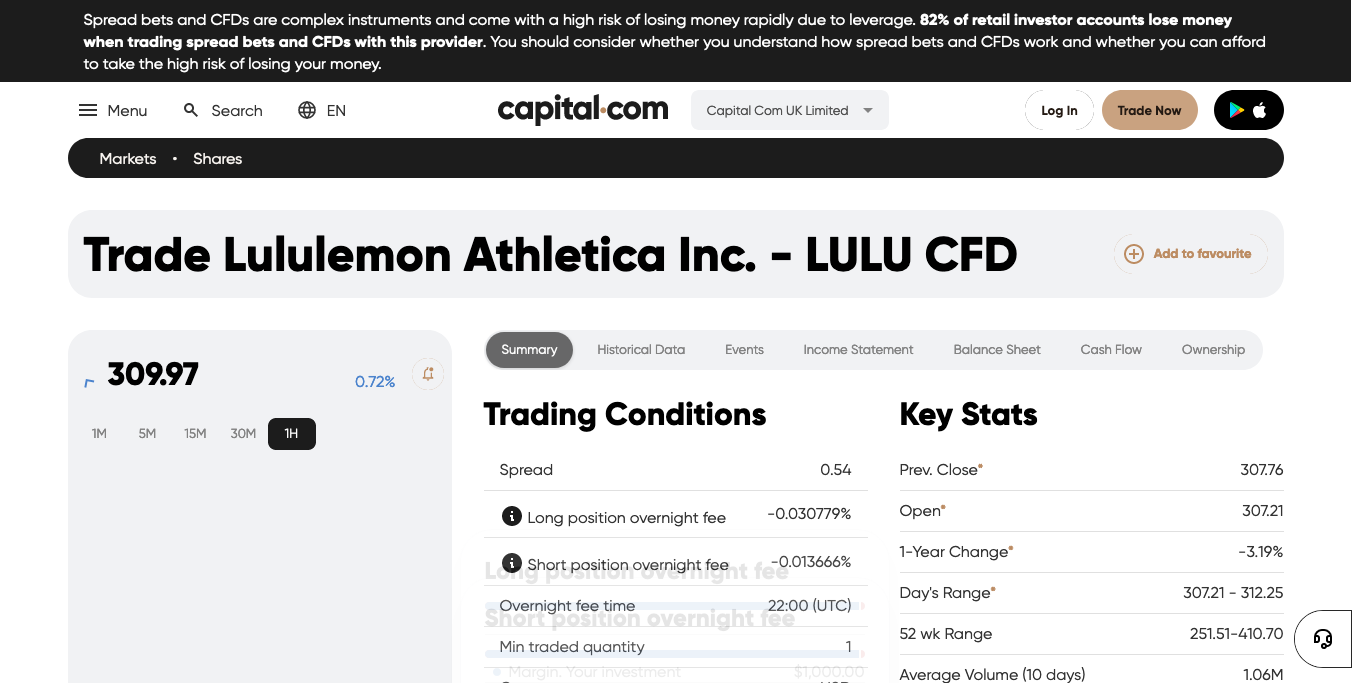 Spread bets and CFDs are complex instruments and come with a high risk of losing money rapidly due to leverage. 82% of retail investor accounts lose money
when trading spread bets and CFDs with this provider. You should consider whether you understand how spread bets and CFDs work and whether you can afford
to take the high risk of losing your money.
Menu Search EN capital.com Capital Com UK Limited Log In Trade Now
Markets • Shares
Trade Lululemon Athletica Inc. - LULU CFD Add to favourite
309.97 0.72%
1M 5M 15M 30M 1H
Summary Historical Data Events Income Statement Balance Sheet Cash Flow Ownership
Trading Conditions
Spread 0.54
Long position overnight fee -0.030779%
Short position overnight fee -0.013666%
Long position overnight fee
Overnight fee time 22:00 (UTC)
Short position overnight fee
Min traded quantity 1
Margin. Your investment $1,000.00
Key Stats
Prev. Close* 307.76
Open* 307.21
1-Year Change* -3.19%
Day's Range* 307.21 - 312.25
52 wk Range 251.51-410.70
Average Volume (10 days) 1.06M